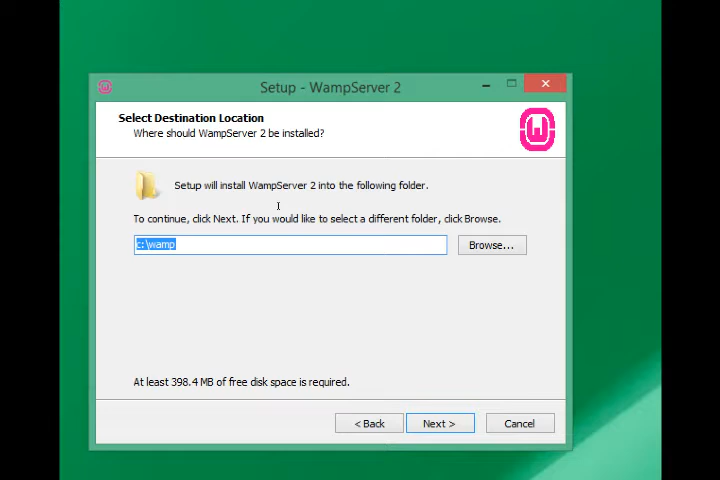 Setup - WampServer 2
Select Destination Location
Where should WampServer 2 be installed?
Setup will install WampServer 2 into the following folder.
To continue, click Next. If you would like to select a different folder, click Browse.
c:\wamp
Browse...
At least 398.4 MB of free disk space is required.
< Back
Next >
Cancel